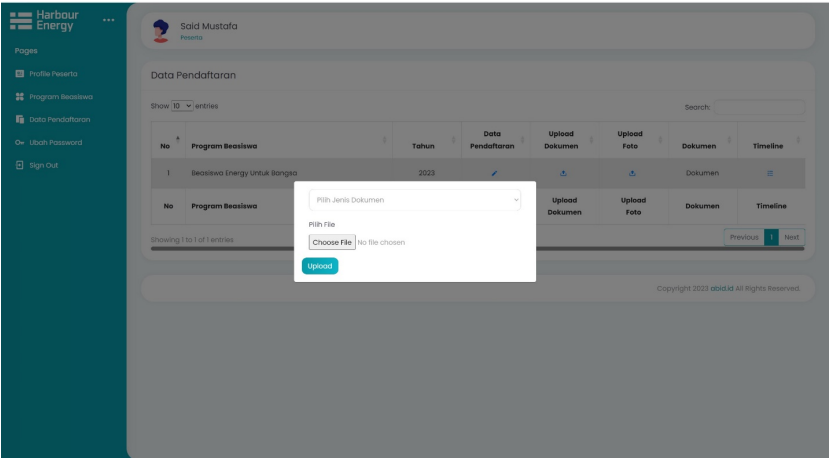 Harbour
Energy
...
Pages
Profile Peserta
Program Beasiswa
Data Pendaftaran
Ubah Password
Sign Out
Said Mustafa
Peserta
Data Pendaftaran
Show 10 entries
Search:
No Program Beasiswa Tahun Data Pendaftaran Upload Dokumen Upload Foto Dokumen Timeline
1 Beasiswa Energy Untuk Bangsa 2023 Dokumen
No Program Beasiswa Upload Dokumen Upload Foto Dokumen Timeline
Showing 1 to 1 of 1 entries
Previous 1 Next
Pilih Jenis Dokumen
Pilih File
Choose File No file chosen
Upload
Copyright 2023 abid.id All Rights Reserved.